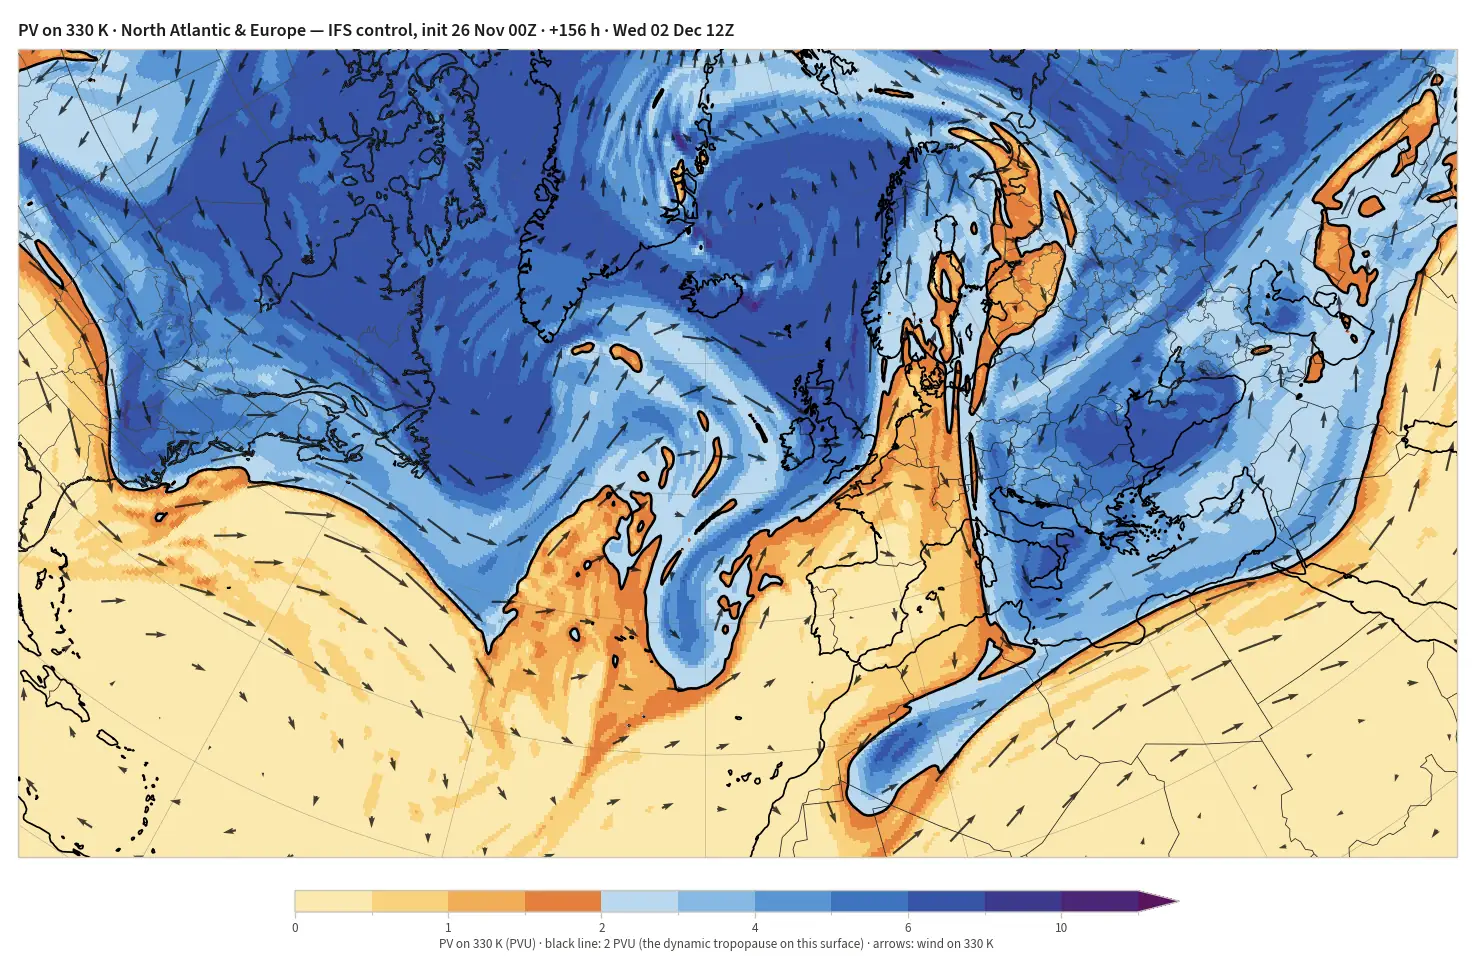 PV on 330 K · North Atlantic & Europe — IFS control, init 26 Nov 00Z · +156 h · Wed 02 Dec 12Z
0 1 2 4 6 10
PV on 330 K (PVU) · black line: 2 PVU (the dynamic tropopause on this surface) · arrows: wind on 330 K